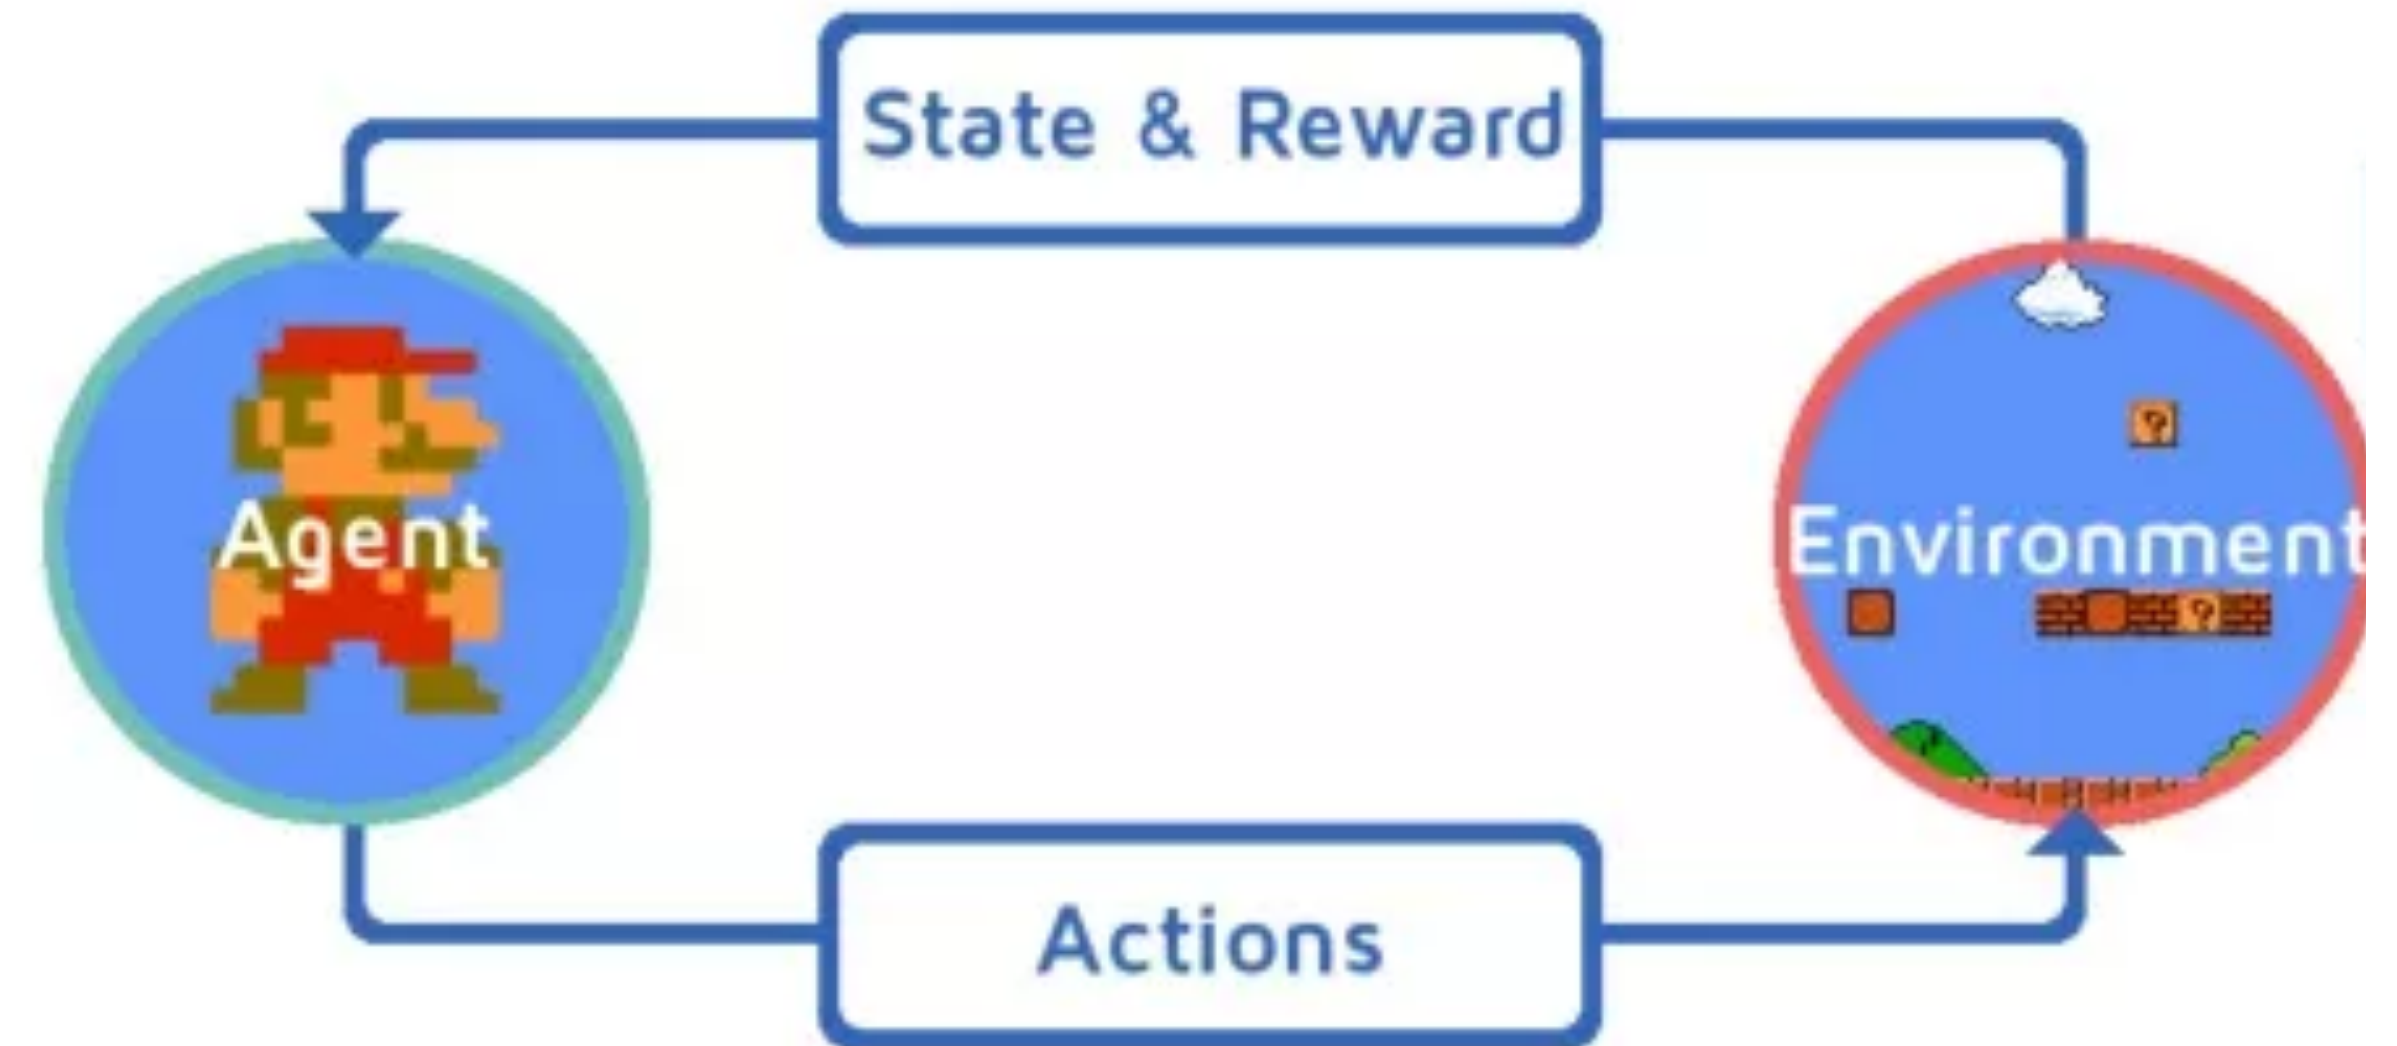 State & Reward
Agent
Environment
?
?
Actions